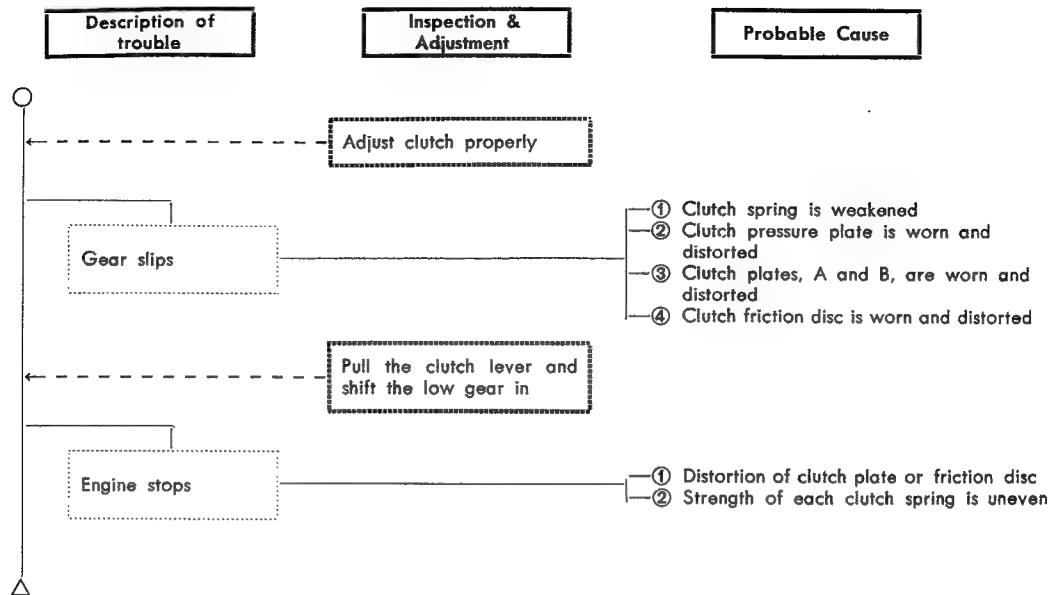 Description of
trouble
Inspection &
Adjustment
Probable Cause
Adjust clutch properly
Gear slips
① Clutch spring is weakened
② Clutch pressure plate is worn and
distorted
③ Clutch plates, A and B, are worn and
distorted
④ Clutch friction disc is worn and distorted
Pull the clutch lever and
shift the low gear in
Engine stops
① Distortion of clutch plate or friction disc
② Strength of each clutch spring is uneven